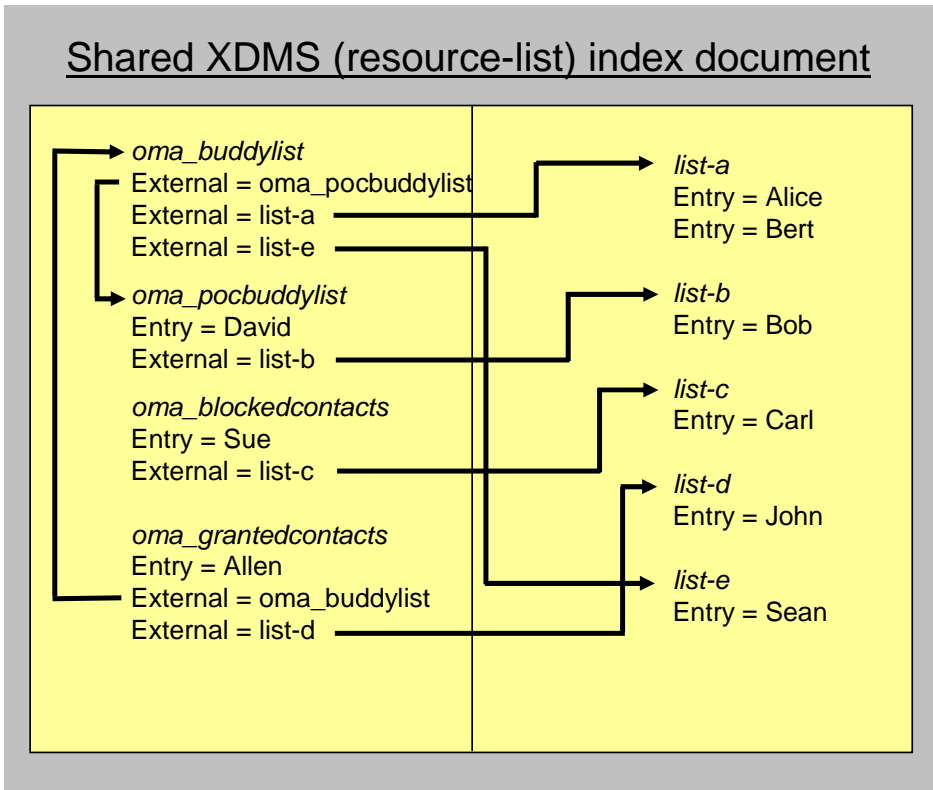 Shared XDMS (resource-list) index document
oma_buddylist
External = oma_pocbuddylist
External = list-a
External = list-e
oma_pocbuddylist
Entry = David
External = list-b
oma_blockedcontacts
Entry = Sue
External = list-c
oma_grantedcontacts
Entry = Allen
External = oma_buddylist
External = list-d
list-a
Entry = Alice
Entry = Bert
list-b
Entry = Bob
list-c
Entry = Carl
list-d
Entry = John
list-e
Entry = Sean